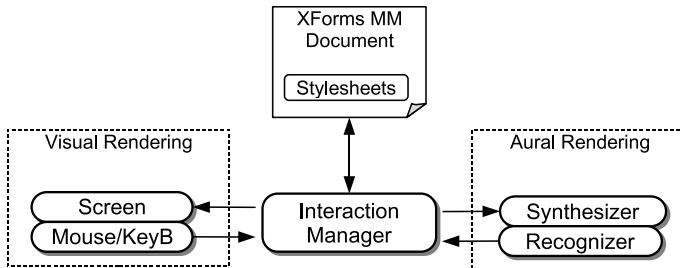 XForms MM
Document
Stylesheets
Visual Rendering
Screen
Mouse/KeyB
Interaction
Manager
Aural Rendering
Synthesizer
Recognizer